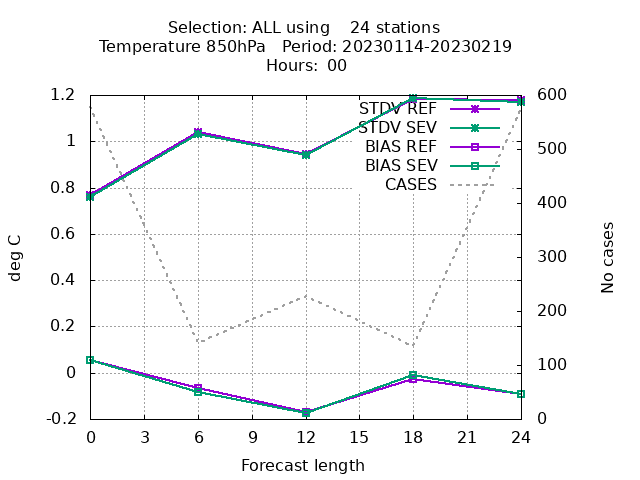 Selection: ALL using    24 stations
Temperature 850hPa   Period: 20230114-20230219
Hours: 00
1.2
1
0.8
0.6
0.4
0.2
0
-0.2
deg C
STDV REF
STDV SEV
BIAS REF
BIAS SEV
CASES
600
500
400
300
200
100
0
No cases
0 3 6 9 12 15 18 21 24
Forecast length